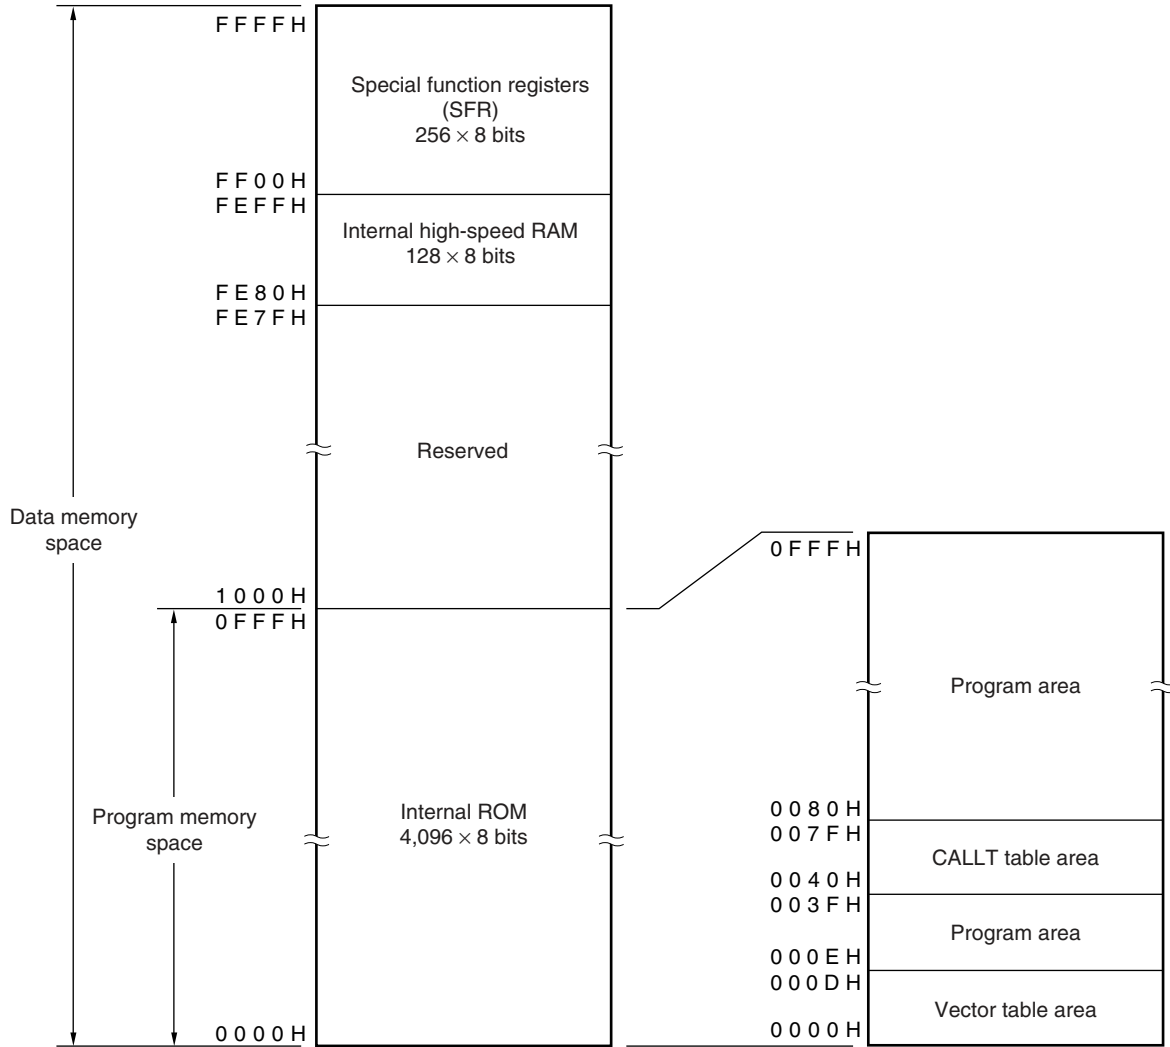 FFFFH
Special function registers
(SFR)
256 × 8 bits
FF00H
FEFFH
Internal high-speed RAM
128 × 8 bits
FE80H
FE7FH
Reserved
Data memory
space
1000H
0FFFH
Program memory
space
Internal ROM
4,096 × 8 bits
0000H
0FFFH
Program area
0080H
007FH
CALLT table area
0040H
003FH
Program area
000EH
000DH
Vector table area
0000H